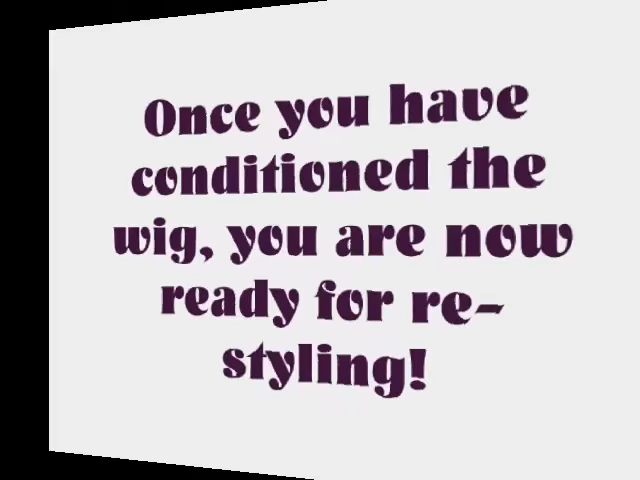 Once you have
conditioned the
wig, you are now
ready for re-
styling!